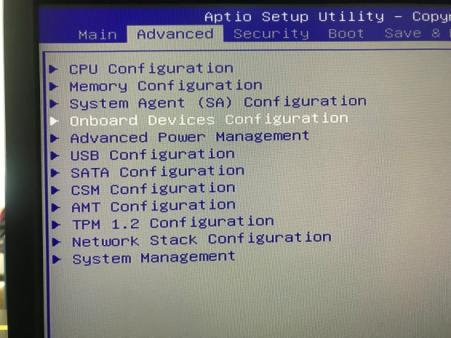 Aptio Setup Utility – Copy
Main Advanced Security Boot Save &
► CPU Configuration
► Memory Configuration
► System Agent (SA) Configuration
► Onboard Devices Configuration
► Advanced Power Management
► USB Configuration
► SATA Configuration
► CSM Configuration
► AMT Configuration
► TPM 1.2 Configuration
► Network Stack Configuration
► System Management